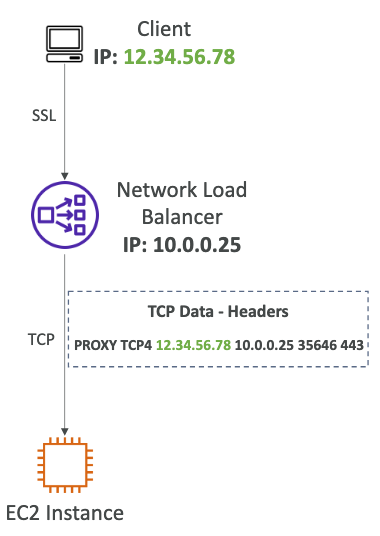 Client
IP: 12.34.56.78
SSL
Network Load
Balancer
IP: 10.0.0.25
TCP Data - Headers
PROXY TCP4 12.34.56.78 10.0.0.25 35646 443
TCP
EC2 Instance